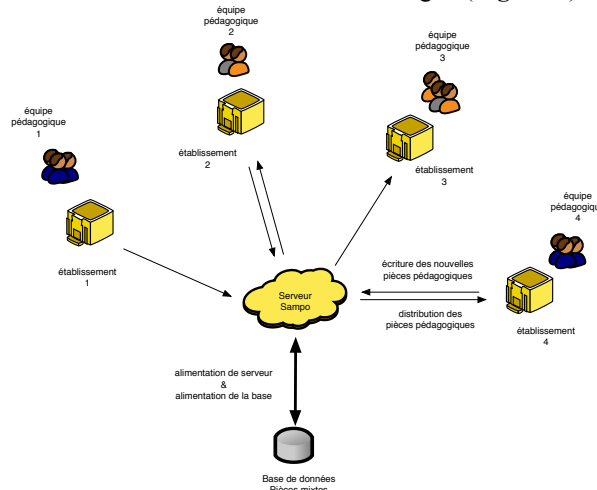 équipe
pédagogique
2
équipe
pédagogique
3
équipe
pédagogique
1
établissement
2
établissement
3
équipe
pédagogique
4
établissement
1
écriture des nouvelles
pièces pédagogiques
Serveur
Sampo
distribution des
pièces pédagogiques
établissement
4
alimentation de serveur
&
alimentation de la base
Base de données
Pièces mixtes